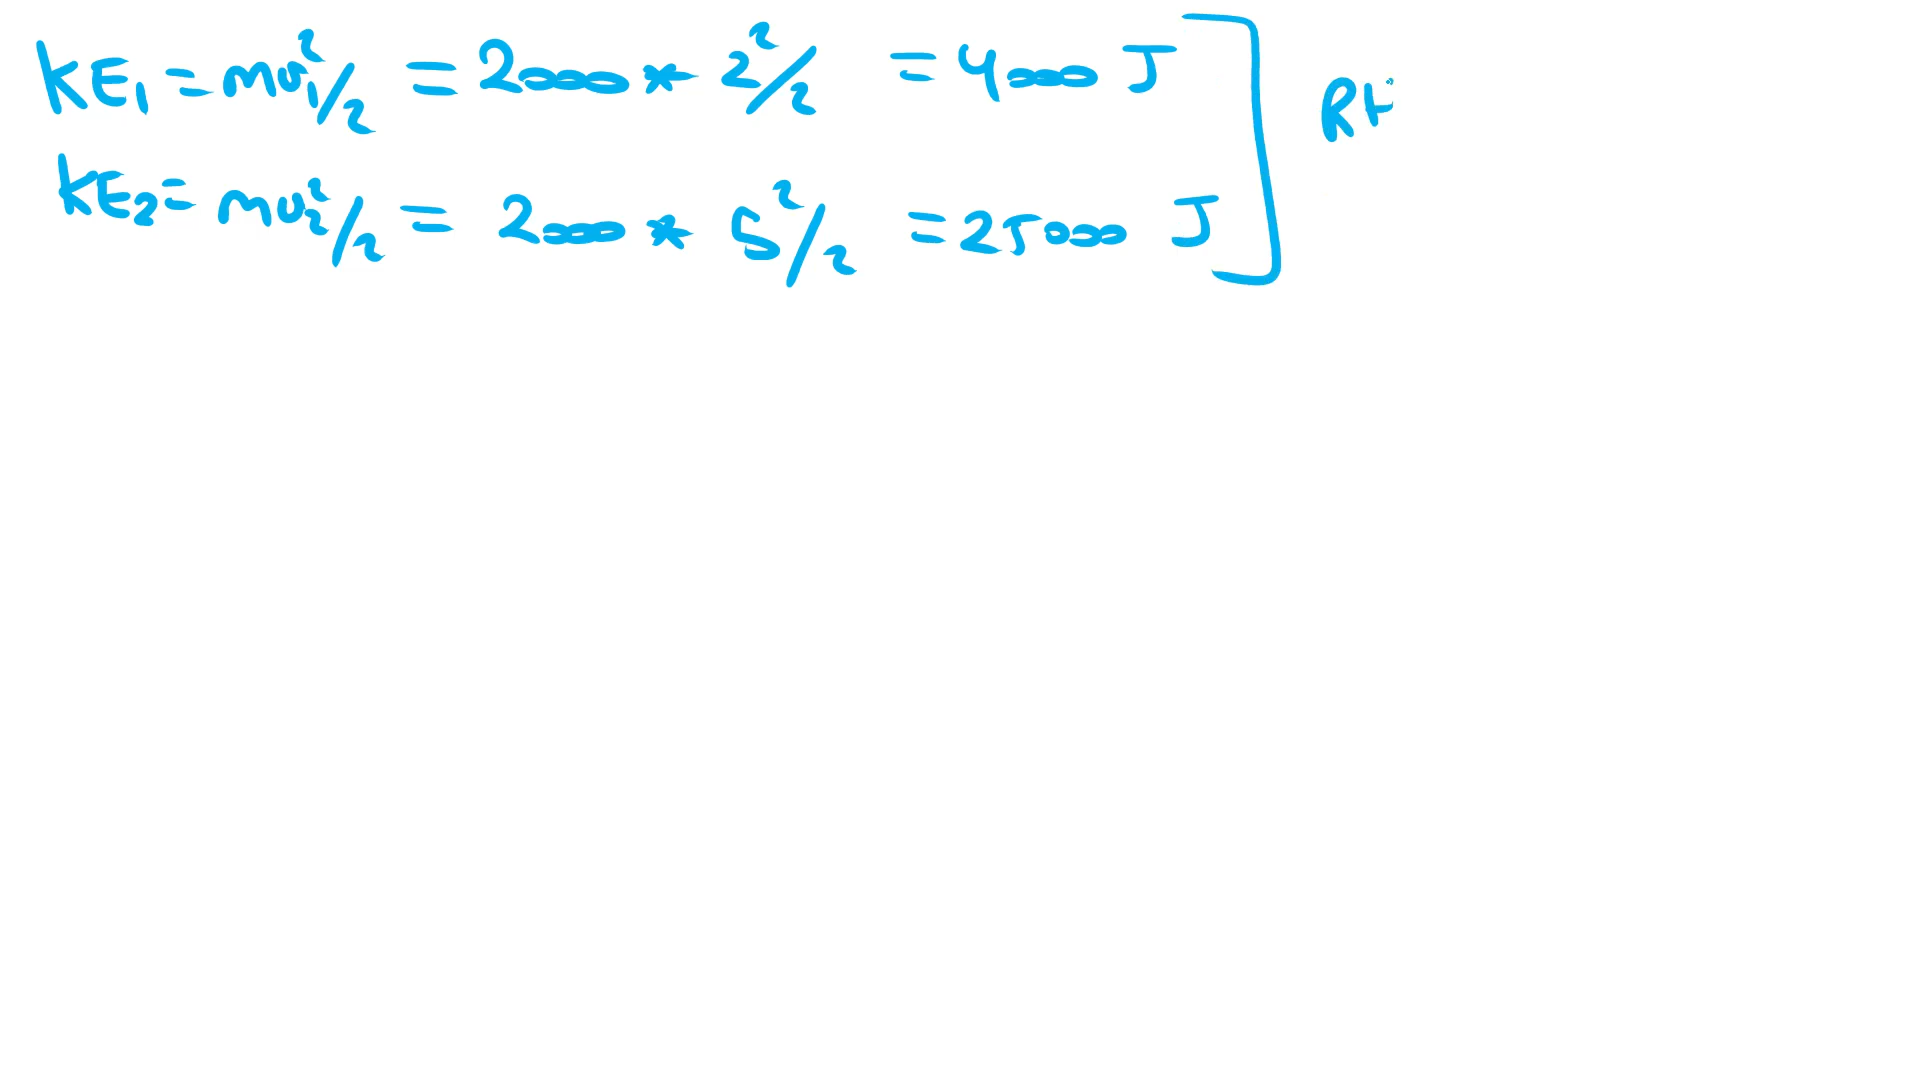 KE₁ = mv₁²/2 = 2000 * 2²/2 = 4000 J
KE₂ = mv₂²/2 = 2000 * 5²/2 = 25000 J